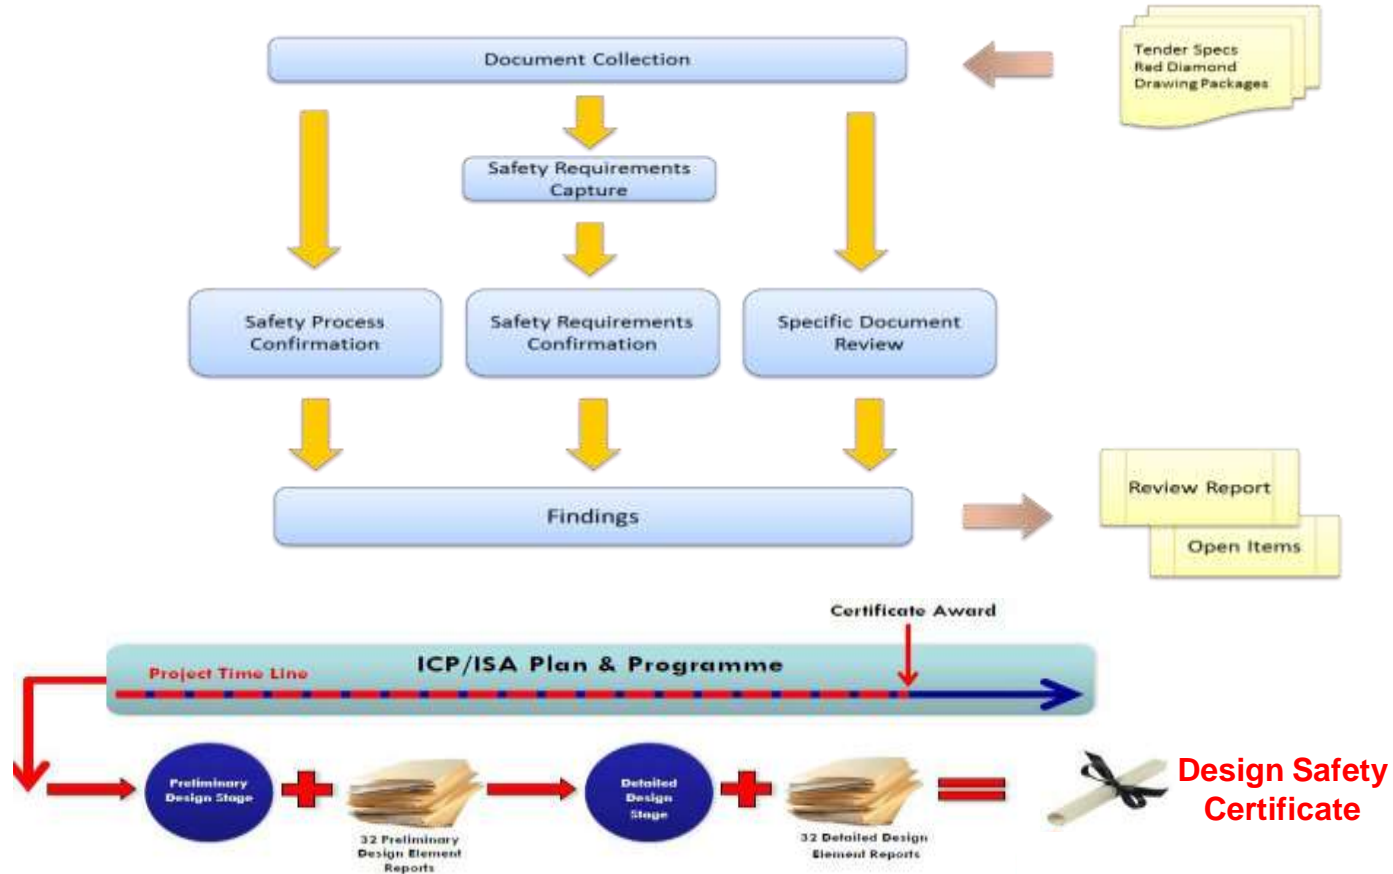 Document Collection
Tender Specs
Red Diamond
Drawing Packages
Safety Requirements
Capture
Safety Process
Confirmation
Safety Requirements
Confirmation
Specific Document
Review
Findings
Review Report
Open Items
Certificate Award
ICP/ISA Plan & Programme
Project Time Line
Preliminary
Design Stage
32 Preliminary
Design Element
Reports
Detailed
Design
Stage
32 Detailed Design
Element Reports
Design Safety
Certificate